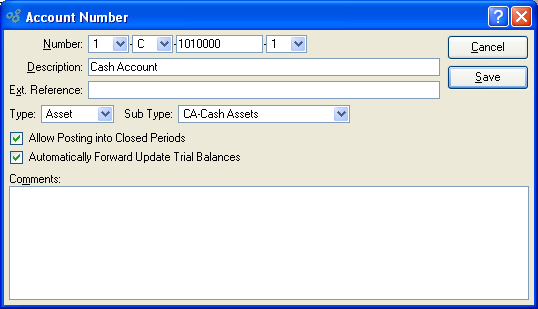 Account Number
Number: 1 - C -1010000 - 1
Cancel
Description: Cash Account
Save
Ext. Reference:
Type: Asset Sub Type: CA-Cash Assets
Allow Posting into Closed Periods
Automatically Forward Update Trial Balances
Comments: